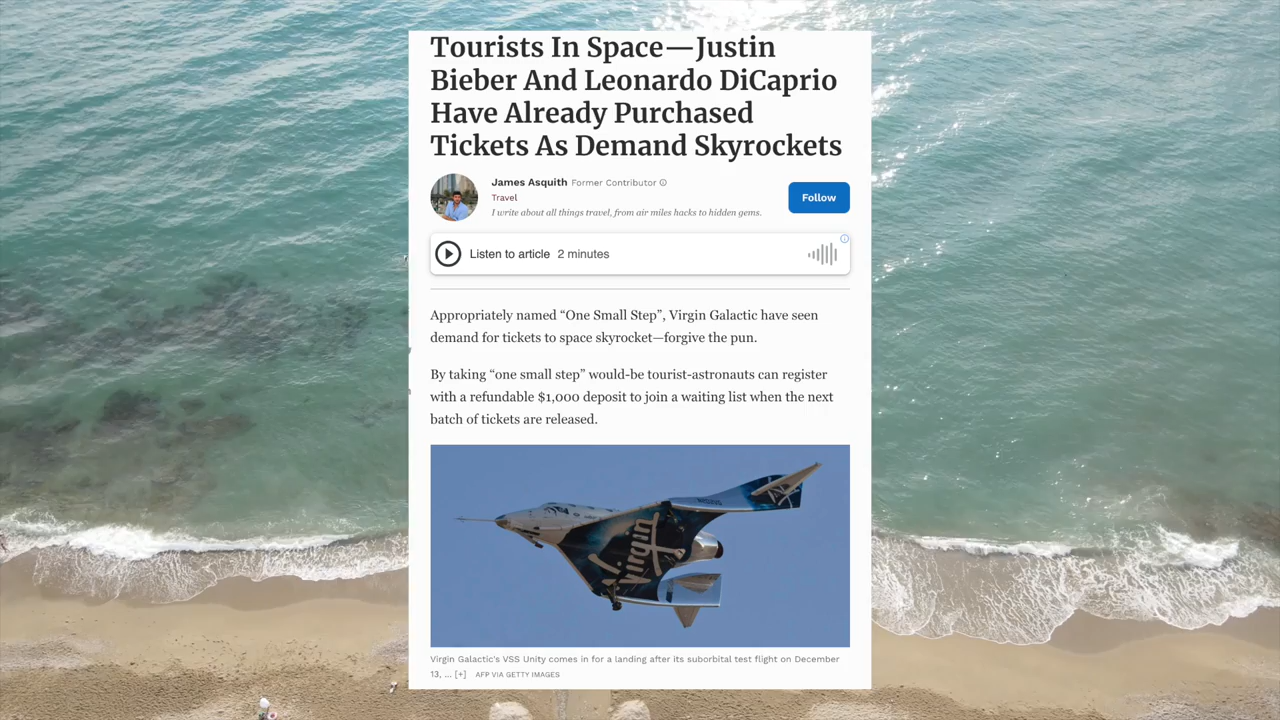 Tourists In Space—Justin
Bieber And Leonardo DiCaprio
Have Already Purchased
Tickets As Demand Skyrockets
James Asquith Former Contributor
Travel
I write about all things travel, from air miles hacks to hidden gems.
Follow
Listen to article 2 minutes
Appropriately named “One Small Step”, Virgin Galactic have seen
demand for tickets to space skyrocket—forgive the pun.
By taking “one small step” would-be tourist-astronauts can register
with a refundable $1,000 deposit to join a waiting list when the next
batch of tickets are released.
Virgin
Virgin Galactic's VSS Unity comes in for a landing after its suborbital test flight on December
13, ... [+] AFP VIA GETTY IMAGES